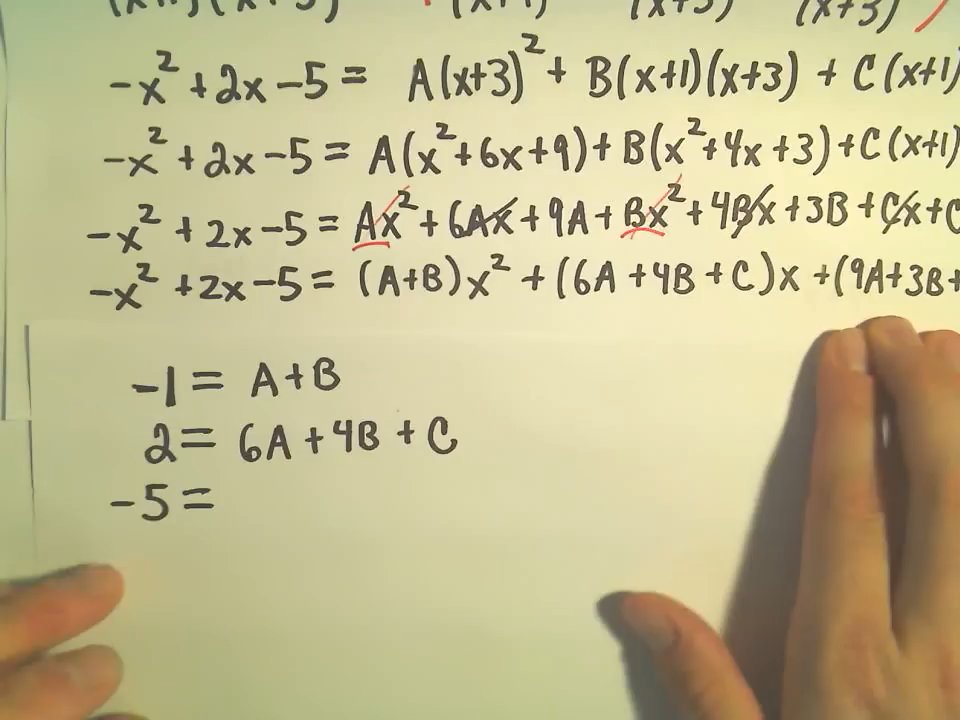 (x+3)
-x² + 2x - 5 = A(x+3)² + B(x+1)(x+3) + C(x+1)
-x² + 2x - 5 = A(x² + 6x + 9) + B(x² + 4x + 3) + C(x+1)
-x² + 2x - 5 = Ax² + 6Ax + 9A + Bx² + 4Bx + 3B + Cx + C
-x² + 2x - 5 = (A+B)x² + (6A + 4B + C)x + (9A + 3B +
-1 = A + B
2 = 6A + 4B + C
-5 =